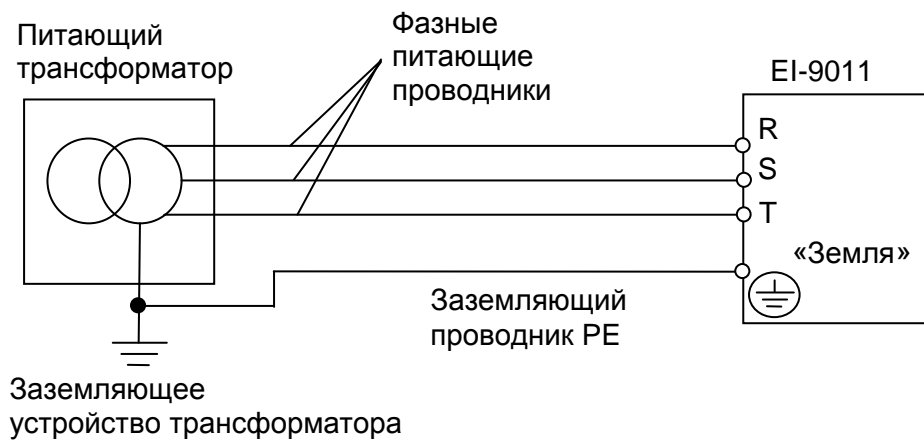 Питающий
трансформатор
Фазные
питающие
проводники
EI-9011
R
S
T
«Земля»
Заземляющий
проводник PE
Заземляющее
устройство трансформатора